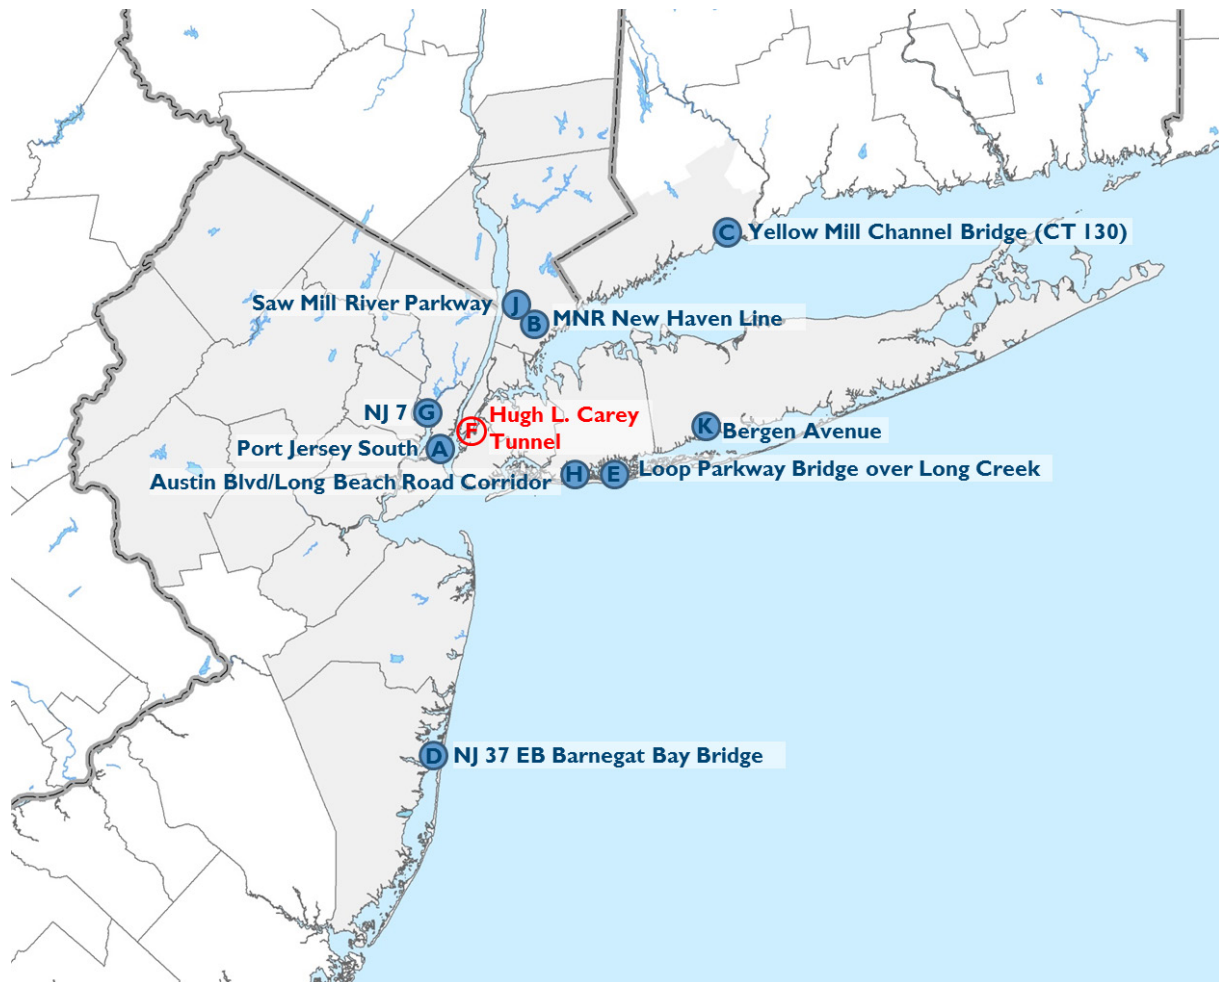 C Yellow Mill Channel Bridge (CT 130)
Saw Mill River Parkway J
B MNR New Haven Line
NJ 7 G
F Hugh L. Carey
Tunnel
K Bergen Avenue
Port Jersey South A
Austin Blvd/Long Beach Road Corridor H
E Loop Parkway Bridge over Long Creek
D NJ 37 EB Barnegat Bay Bridge